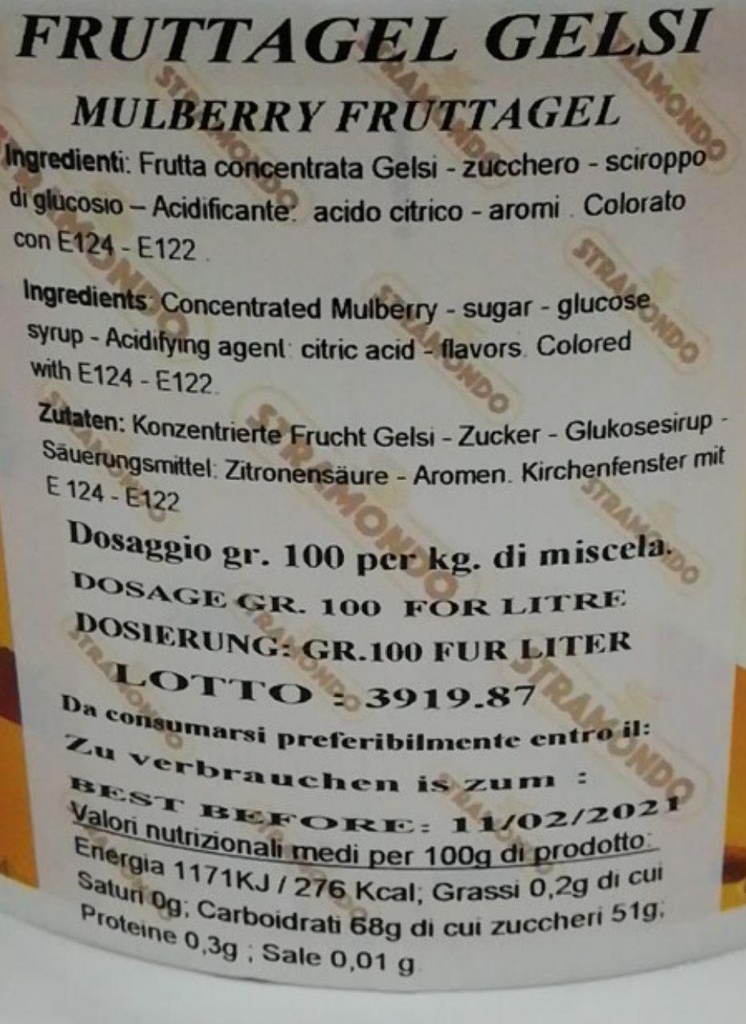 FRUTTAGEL GELSI
MULBERRY FRUTTAGEL
Ingredienti: Frutta concentrata Gelsi - zucchero - sciroppo
di glucosio – Acidificante: acido citrico - aromi . Colorato
con E124 - E122 .
Ingredients: Concentrated Mulberry - sugar - glucose
syrup - Acidifying agent: citric acid - flavors. Colored
with E124 - E122.
Zutaten: Konzentrierte Frucht Gelsi - Zucker - Glukosesirup -
Säuerungsmittel: Zitronensäure - Aromen. Kirchenfenster mit
E 124 - E122
Dosaggio gr. 100 per kg. di miscela.
DOSAGE GR. 100 FOR LITRE
DOSIERUNG: GR.100 FUR LITER
LOTTO : 3919.87
Da consumarsi preferibilmente entro il:
Zu verbrauchen is zum :
BEST BEFORE: 11/02/2021
Valori nutrizionali medi per 100g di prodotto:
Energia 1171KJ / 276 Kcal; Grassi 0,2g di cui
Saturi 0g; Carboidrati 68g di cui zuccheri 51g;
Proteine 0,3g ; Sale 0,01 g
STRAMONDO